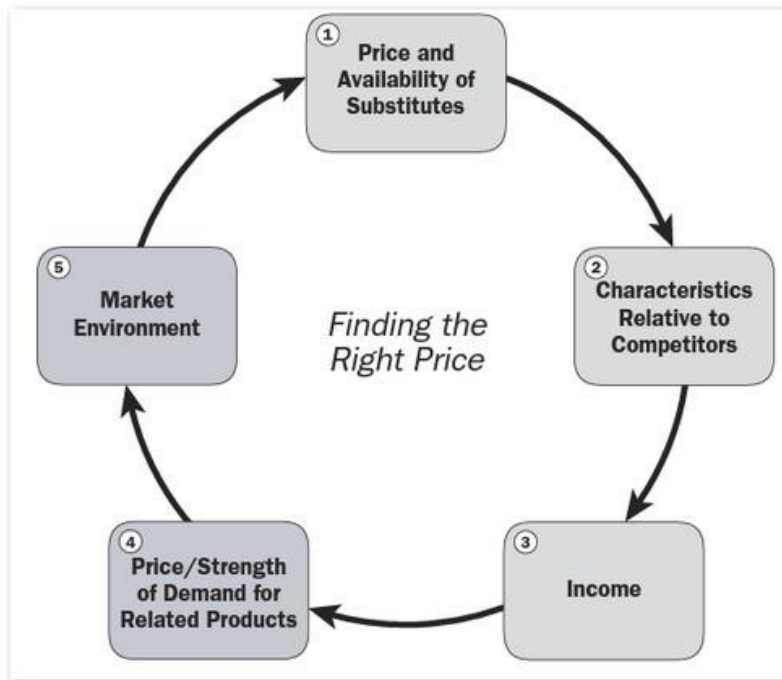 1
Price and
Availability of
Substitutes
2
Characteristics
Relative to
Competitors
3
Income
4
Price/Strength
of Demand for
Related Products
5
Market
Environment
Finding the
Right Price